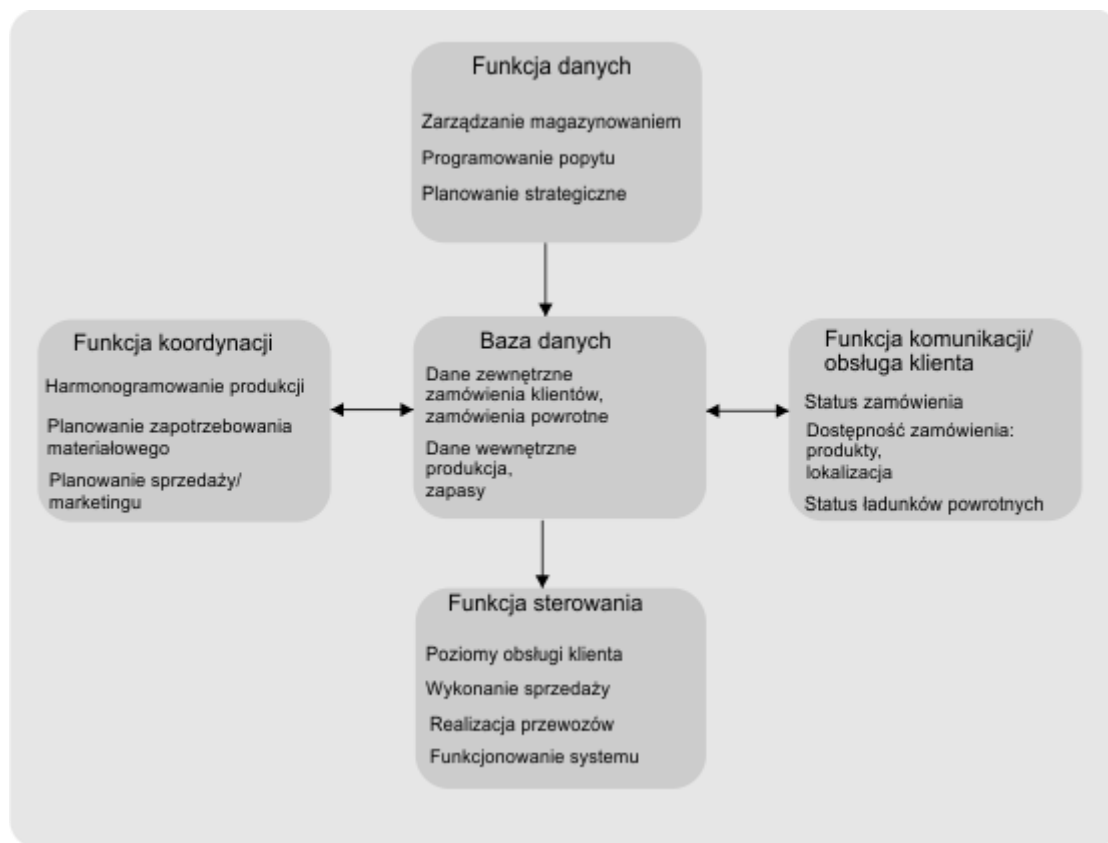 Funkcja danych
Zarządzanie magazynowaniem
Programowanie popytu
Planowanie strategiczne
Funkcja koordynacji
Harmonogramowanie produkcji
Planowanie zapotrzebowania
materiałowego
Planowanie sprzedaży/
marketingu
Baza danych
Dane zewnętrzne
zamówienia klientów,
zamówienia powrotne
Dane wewnętrzne
produkcja,
zapasy
Funkcja komunikacji/
obsługa klienta
Status zamówienia
Dostępność zamówienia:
produkty,
lokalizacja
Status ładunków powrotnych
Funkcja sterowania
Poziomy obsługi klienta
Wykonanie sprzedaży
Realizacja przewozów
Funkcjonowanie systemu